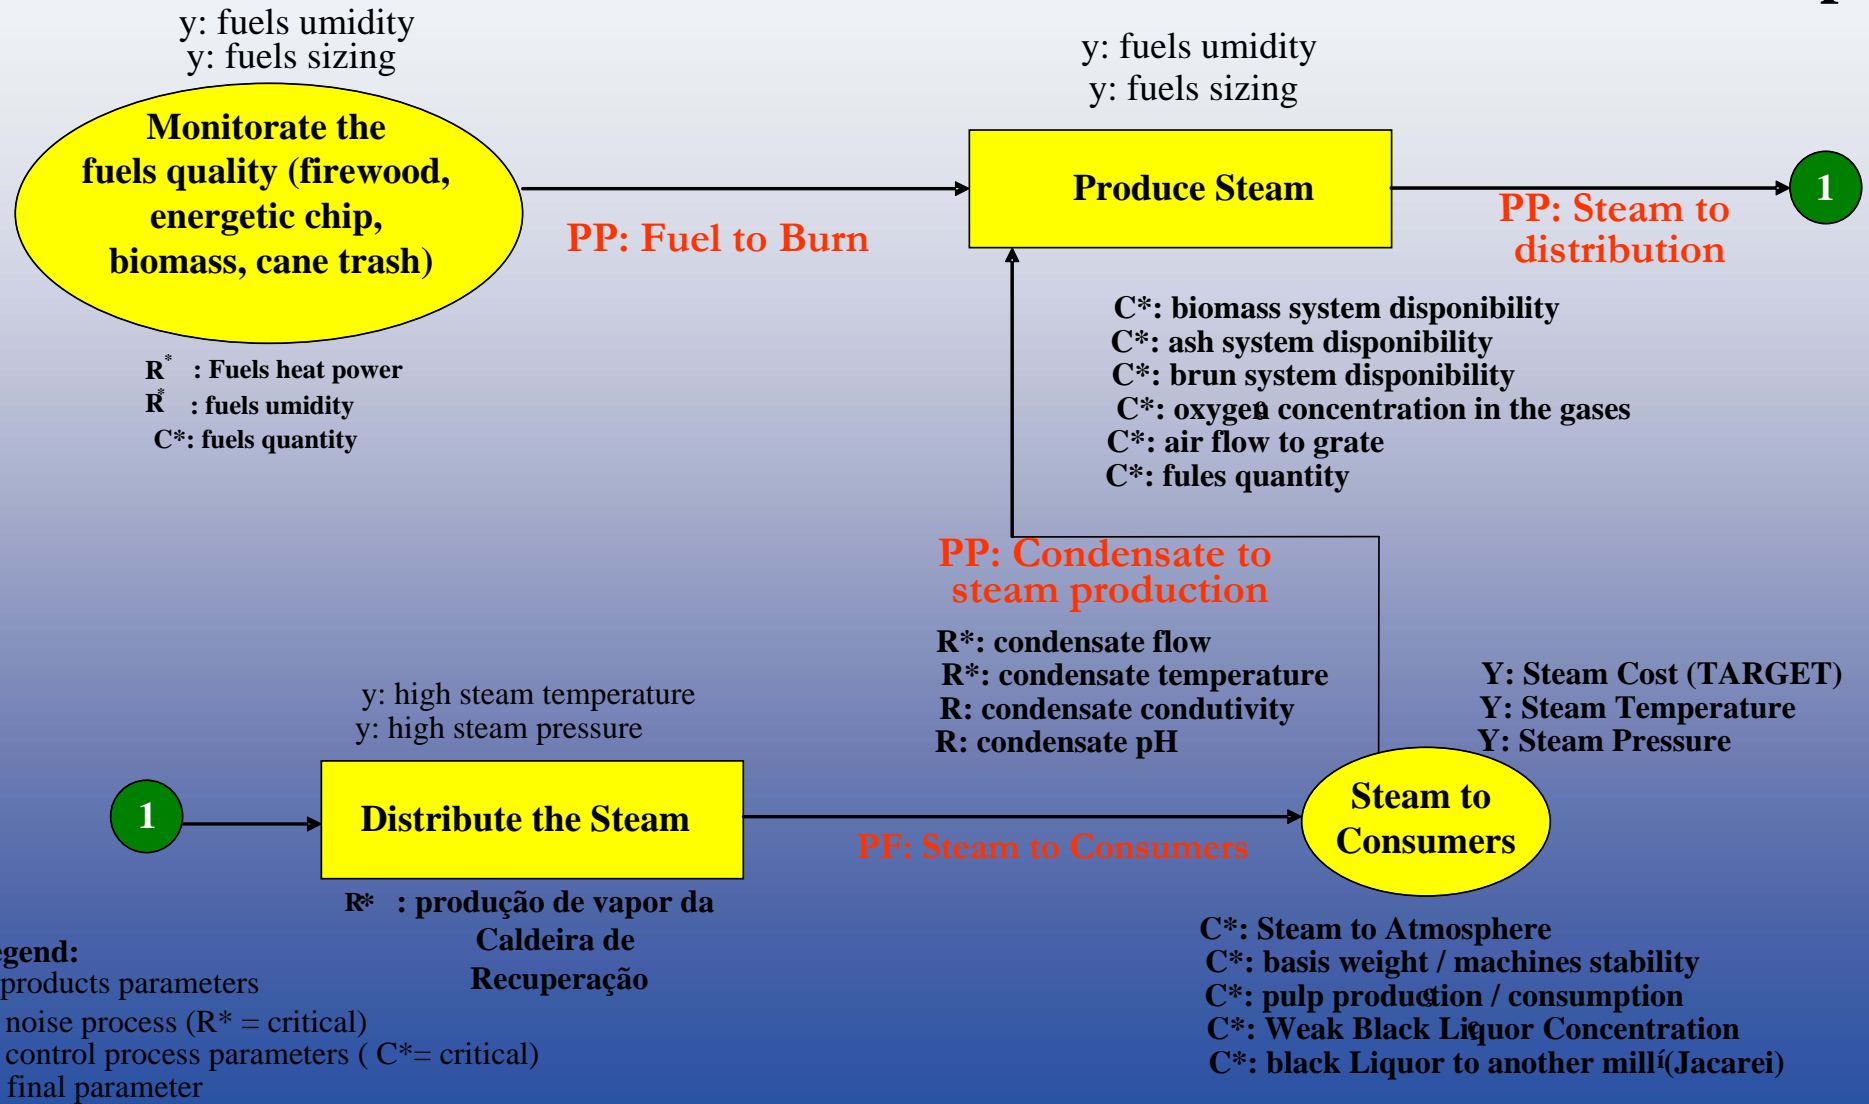 y: fuels umidity
y: fuels sizing
Monitorate the
fuels quality (firewood,
energetic chip,
biomass, cane trash)
R* : Fuels heat power
R* : fuels umidity
C*: fuels quantity
PP: Fuel to Burn
y: fuels umidity
y: fuels sizing
Produce Steam
PP: Steam to
distribution
1
C*: biomass system disponibility
C*: ash system disponibility
C*: brun system disponibility
C*: oxygen concentration in the gases
C*: air flow to grate
C*: fules quantity
PP: Condensate to
steam production
R*: condensate flow
R*: condensate temperature
R: condensate condutivity
R: condensate pH
1
y: high steam temperature
y: high steam pressure
Distribute the Steam
R* : produção de vapor da
Caldeira de
Recuperação
PF: Steam to Consumers
Y: Steam Cost (TARGET)
Y: Steam Temperature
Y: Steam Pressure
Steam to
Consumers
C*: Steam to Atmosphere
C*: basis weight / machines stability
C*: pulp production / consumption
C*: Weak Black Liquor Concentration
C*: black Liquor to another mill (Jacarei)
egend:
products parameters
noise process (R* = critical)
control process parameters ( C*= critical)
final parameter